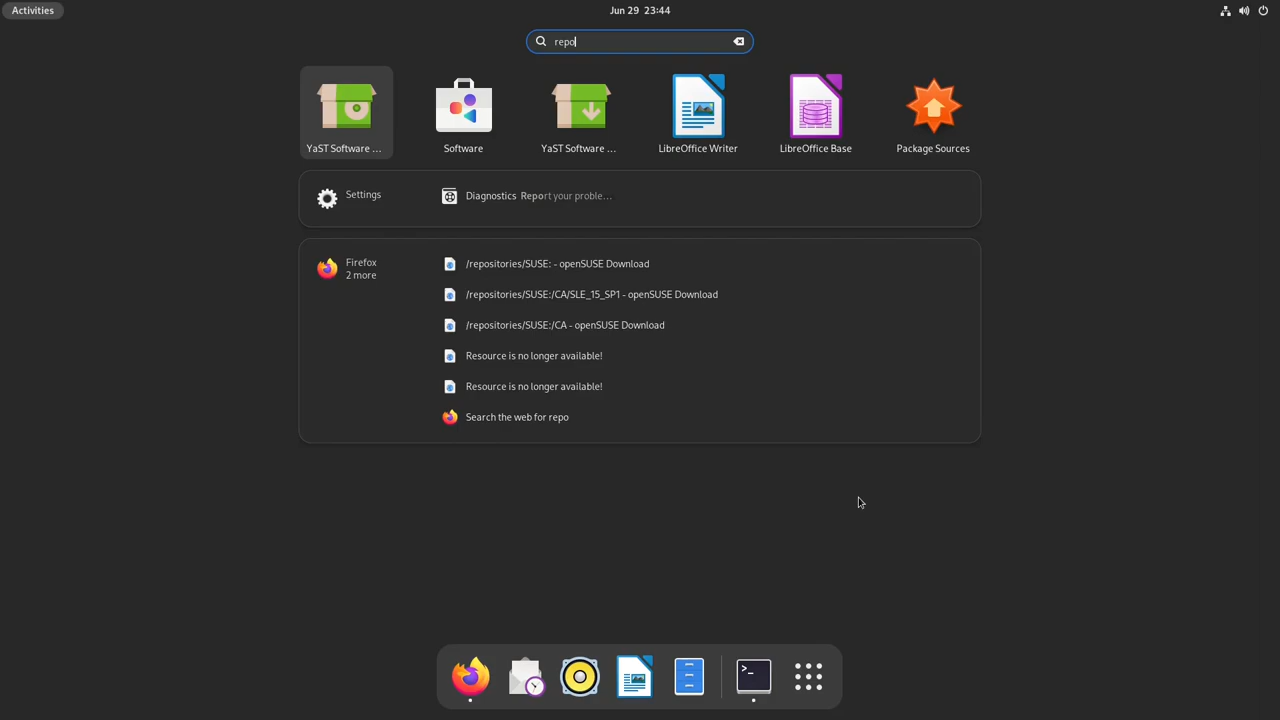 Activities
Jun 29 23:44
repo
YaST Software ...
Software
YaST Software ...
LibreOffice Writer
LibreOffice Base
Package Sources
Settings
Diagnostics Report your proble...
Firefox
2 more
/repositories/SUSE: - openSUSE Download
/repositories/SUSE:/CA/SLE_15_SP1 - openSUSE Download
/repositories/SUSE:/CA - openSUSE Download
Resource is no longer available!
Resource is no longer available!
Search the web for repo